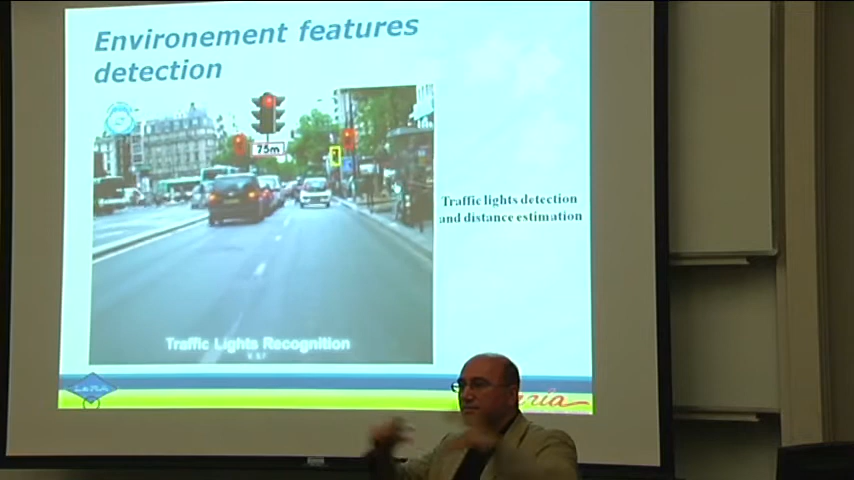 Environement features
detection
75m
Traffic lights detection
and distance estimation
Traffic Lights Recognition